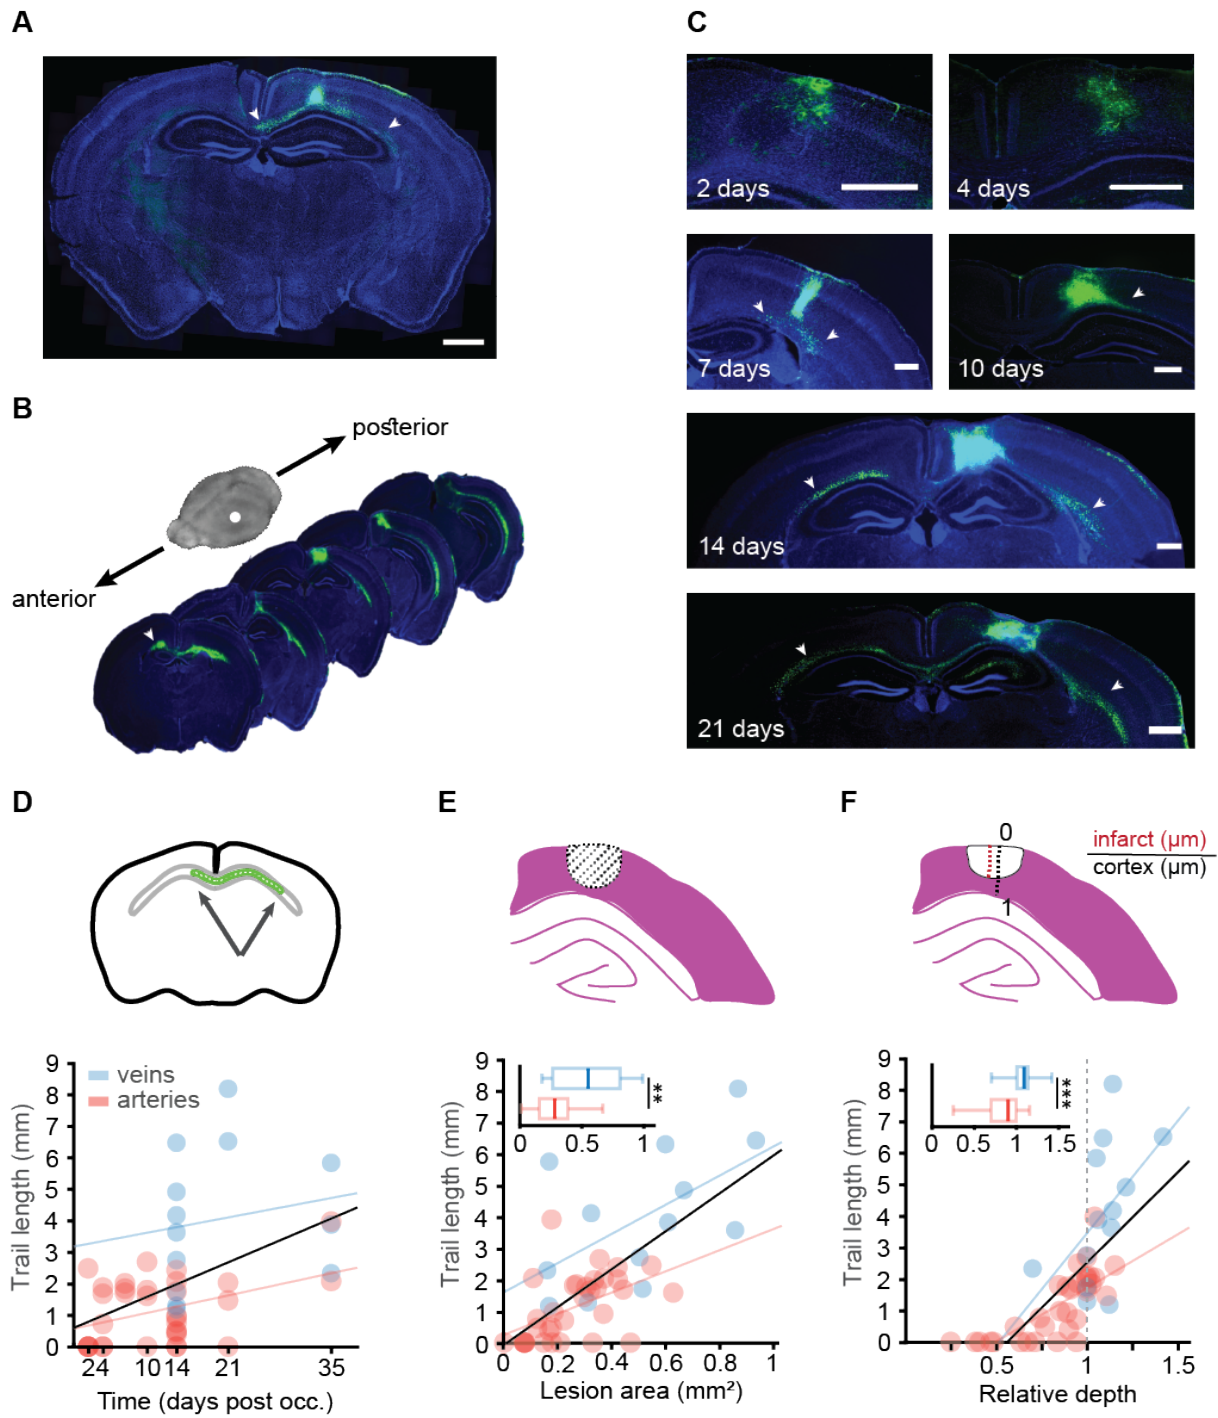 A
C
2 days
4 days
7 days
10 days
14 days
21 days
B
posterior
anterior
D
E
F
0
1
infarct (μm)
cortex (μm)
9
8
7
6
5
4
3
2
1
0
veins
arteries
Trail length (mm)
24 10 14 21 35
Time (days post occ.)
9
8
7
6
5
4
3
2
1
0
**
0 0.5 1
Trail length (mm)
0 0.2 0.4 0.6 0.8 1
Lesion area (mm²)
9
8
7
6
5
4
3
2
1
0
***
0 0.5 1 1.5
Trail length (mm)
0.5 1 1.5
Relative depth